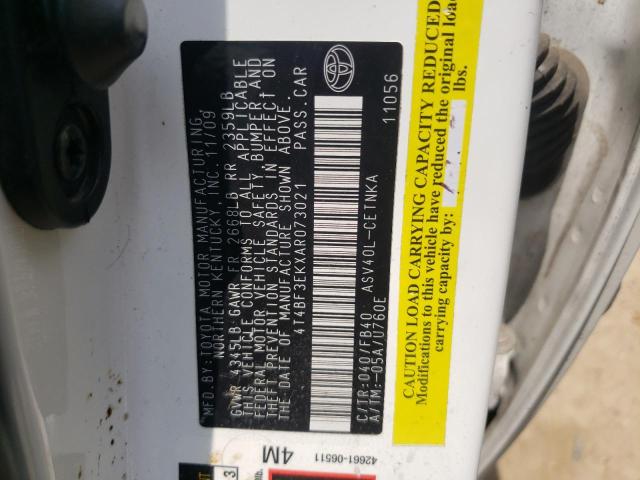 MFD.BY:TOYOTA MOTOR MANUFACTURING,
NORTHERN KENTUCKY, INC. 11/09
GVWR 4345LB GAWR FR 2668LB RR 2359LB
THIS VEHICLE CONFORMS TO ALL APPLICABLE
FEDERAL MOTOR VEHICLE SAFETY, BUMPER, AND
THEFT PREVENTION STANDARDS IN EFFECT ON
THE DATE OF MANUFACTURE SHOWN ABOVE.
4T4BF3EKXAR073021 PASS.CAR
C/TR:040/FB40 ASV40L-CETNKA
A/TM:-05A/U760E 11056
CAUTION LOAD CARRYING CAPACITY REDUCED
Modifications to this vehicle have reduced the original load
carrying capacity by: lbs.
42661-06511
4M
3